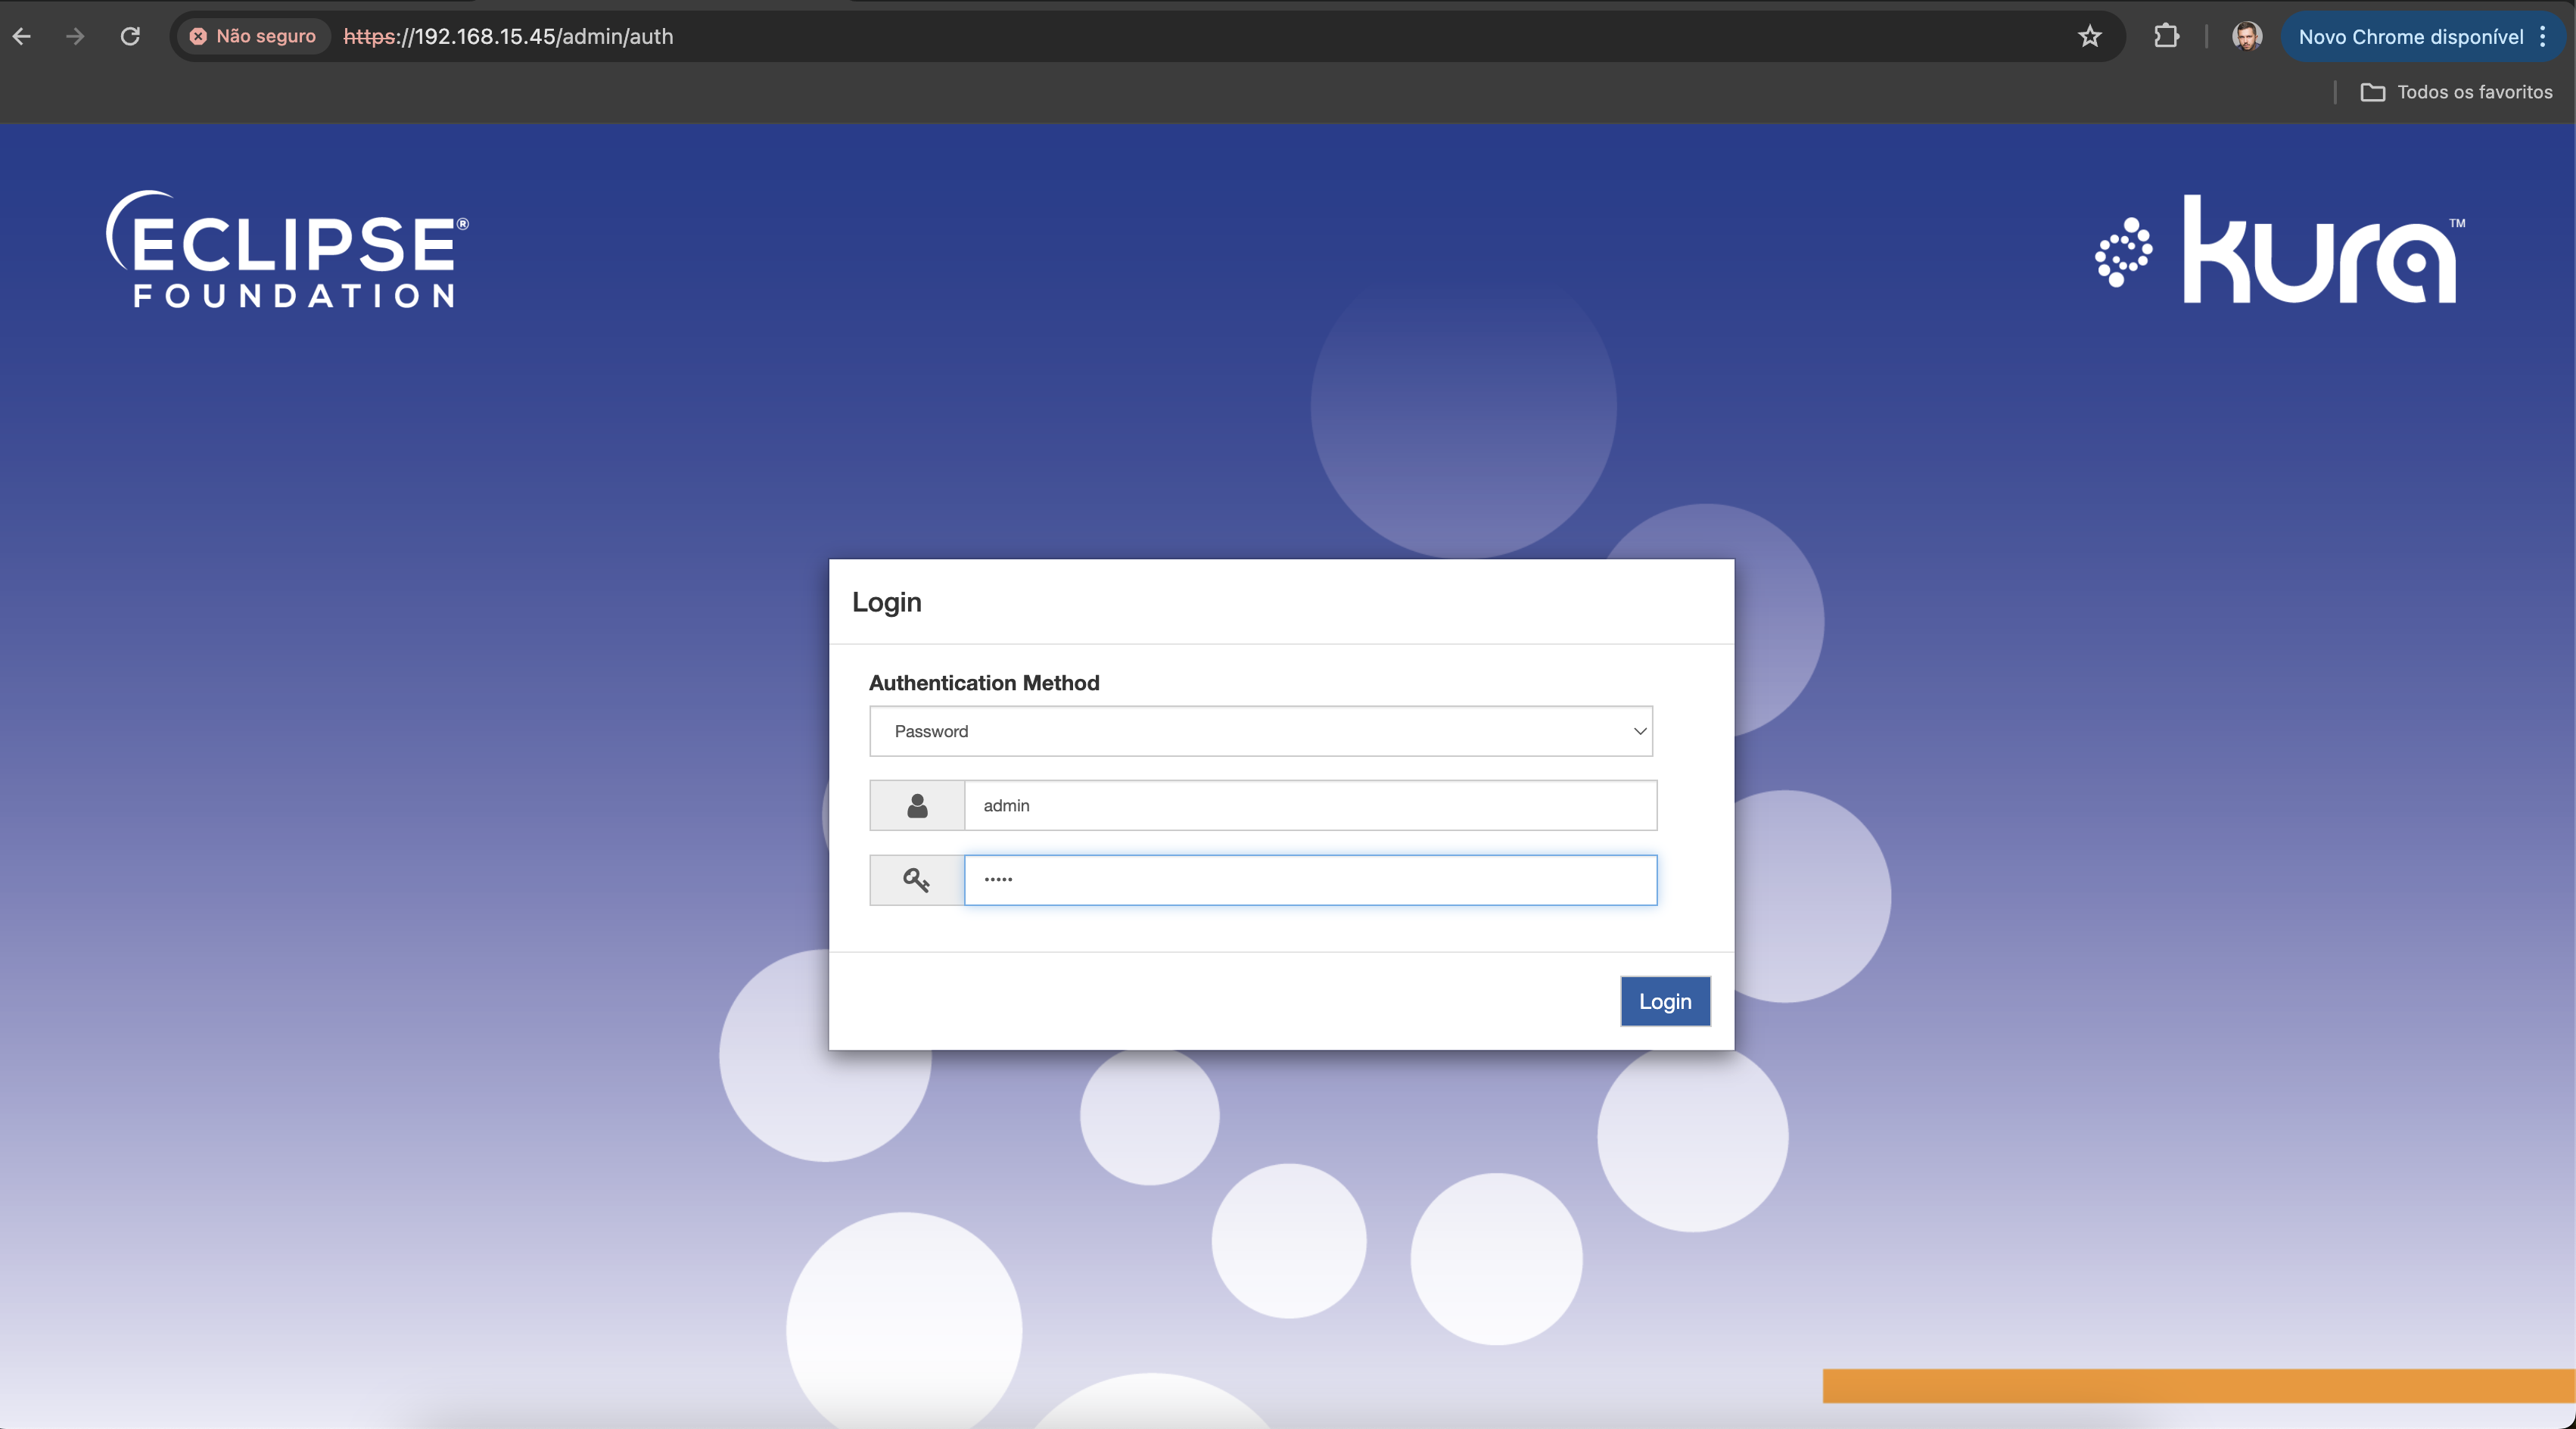 Não seguro https://192.168.15.45/admin/auth Novo Chrome disponível
Todos os favoritos
ECLIPSE®
FOUNDATION
kura™
Login
Authentication Method
Password
admin
•••••
Login